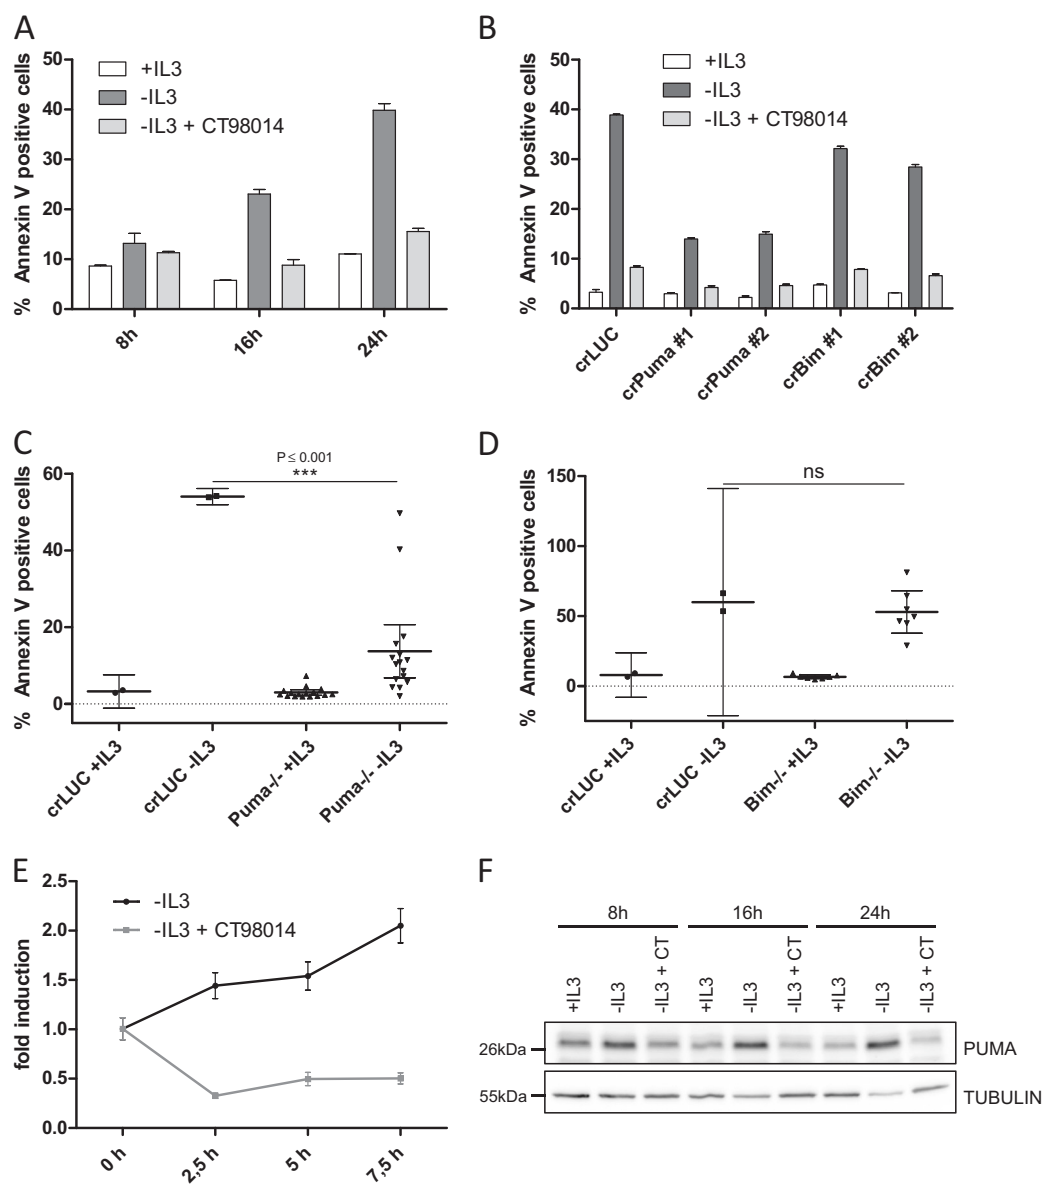 A
% Annexin V positive cells
50
40
30
20
10
0
+IL3
-IL3
-IL3 + CT98014
8h
16h
24h
B
% Annexin V positive cells
50
40
30
20
10
0
+IL3
-IL3
-IL3 + CT98014
crLUC
crPuma #1
crPuma #2
crBim #1
crBim #2
C
% Annexin V positive cells
60
40
20
0
P ≤ 0.001
***
crLUC +IL3
crLUC -IL3
Puma-/- +IL3
Puma-/- -IL3
D
% Annexin V positive cells
150
100
50
0
ns
crLUC +IL3
crLUC -IL3
Bim-/- +IL3
Bim-/- -IL3
E
fold induction
2.5
2.0
1.5
1.0
0.5
0.0
-IL3
-IL3 + CT98014
0 h
2,5 h
5 h
7,5 h
F
8h 16h 24h
+IL3 -IL3 -IL3 + CT +IL3 -IL3 -IL3 + CT +IL3 -IL3 -IL3 + CT
26kDa PUMA
55kDa TUBULIN